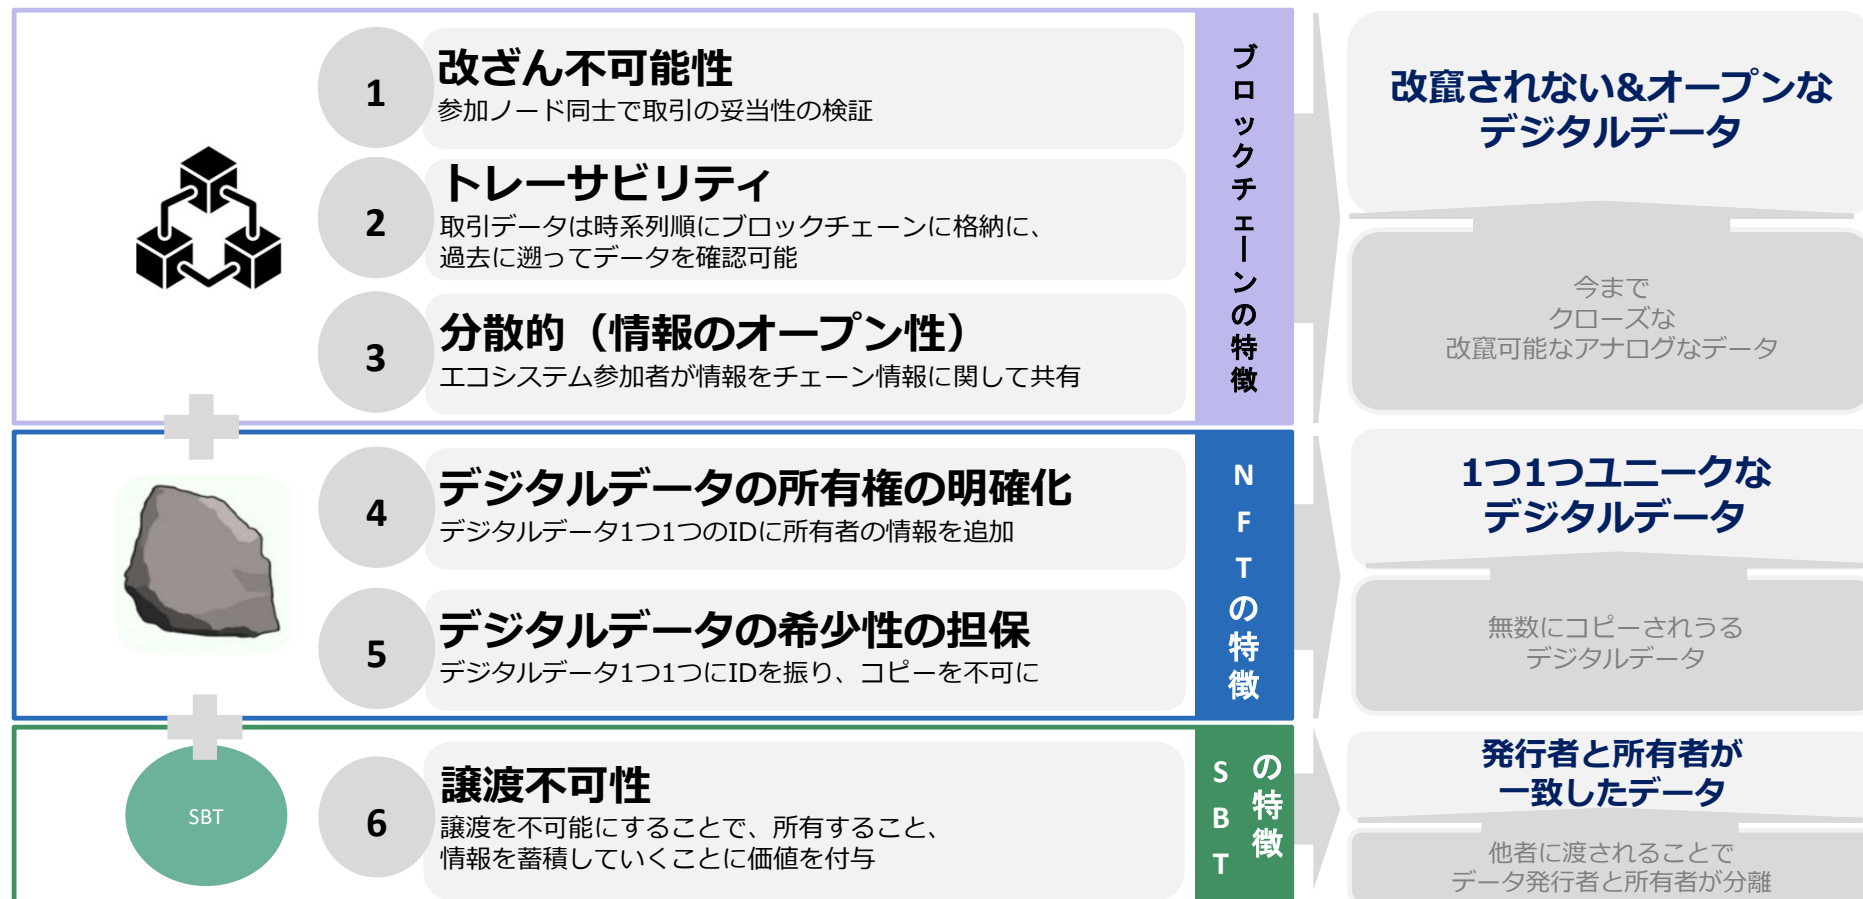 1
改ざん不可能性
参加ノード同士で取引の妥当性の検証
2
トレーサビリティ
取引データは時系列順にブロックチェーンに格納に、
過去に遡ってデータを確認可能
3
分散的（情報のオープン性）
エコシステム参加者が情報をチェーン情報に関して共有
ブロックチェーンの特徴
改竄されない&オープンな
デジタルデータ
今まで
クローズな
改竄可能なアナログなデータ
4
デジタルデータの所有権の明確化
デジタルデータ1つ1つのIDに所有者の情報を追加
5
デジタルデータの希少性の担保
デジタルデータ1つ1つにIDを振り、コピーを不可に
NFTの特徴
1つ1つユニークな
デジタルデータ
無数にコピーされうる
デジタルデータ
SBT
6
譲渡不可性
譲渡を不可能にすることで、所有すること、
情報を蓄積していくことに価値を付与
SBT
の特徴
発行者と所有者が
一致したデータ
他者に渡されることで
データ発行者と所有者が分離